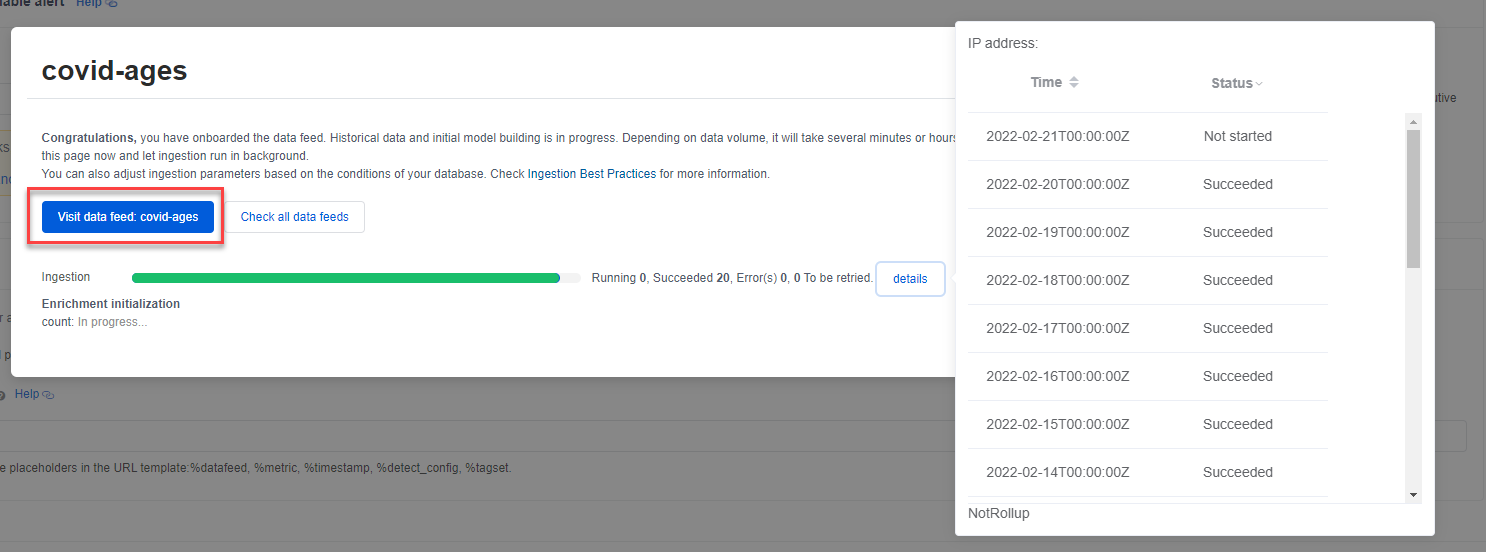 able alert Help
covid-ages
Congratulations, you have onboarded the data feed. Historical data and initial model building is in progress. Depending on data volume, it will take several minutes or hours
this page now and let ingestion run in background.
You can also adjust ingestion parameters based on the conditions of your database. Check Ingestion Best Practices for more information.
Visit data feed: covid-ages
Check all data feeds
Ingestion
Running 0, Succeeded 20, Error(s) 0, 0 To be retried.
details
Enrichment initialization
count: In progress...
IP address:
Time Status
2022-02-21T00:00:00Z Not started
2022-02-20T00:00:00Z Succeeded
2022-02-19T00:00:00Z Succeeded
2022-02-18T00:00:00Z Succeeded
2022-02-17T00:00:00Z Succeeded
2022-02-16T00:00:00Z Succeeded
2022-02-15T00:00:00Z Succeeded
2022-02-14T00:00:00Z Succeeded
NotRollup
utive
Help
e placeholders in the URL template:%datafeed, %metric, %timestamp, %detect_config, %tagset.